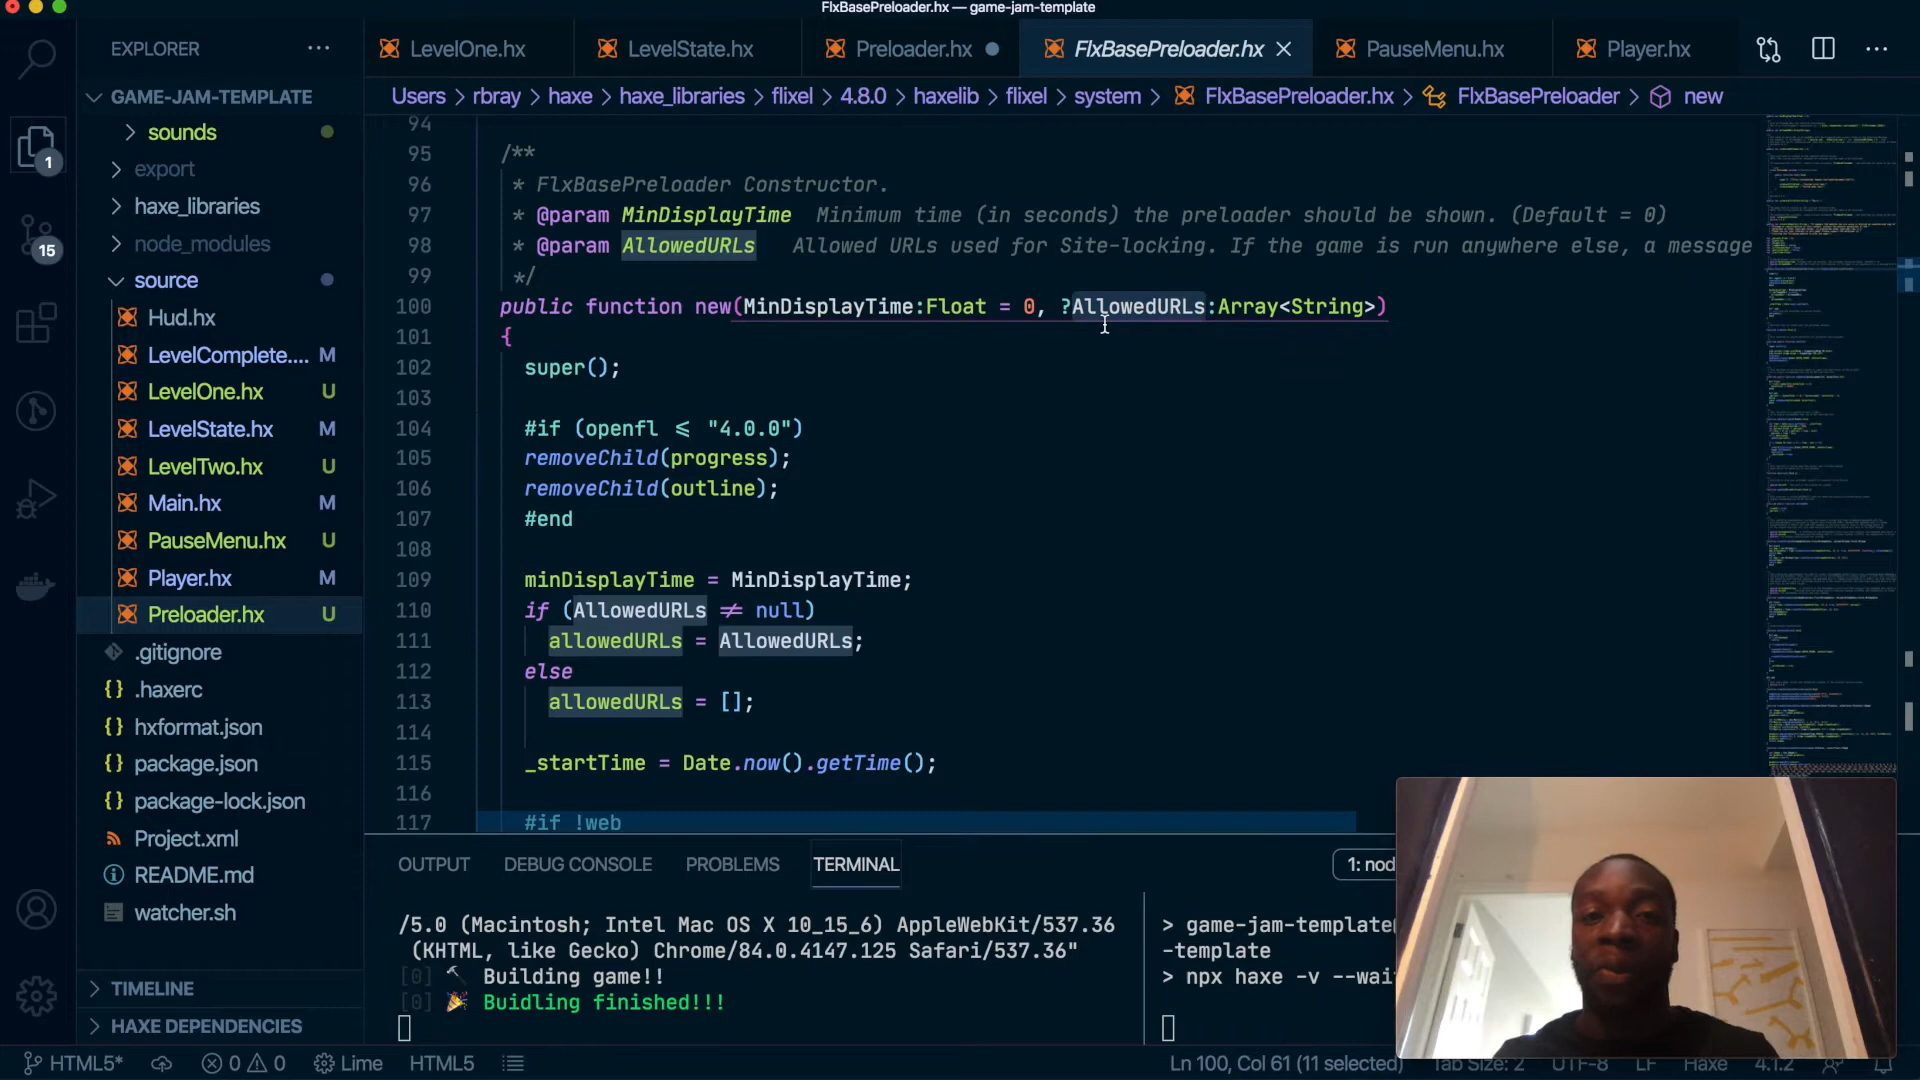 FlxBasePreloader.hx — game-jam-template
EXPLORER
LevelOne.hx
LevelState.hx
Preloader.hx
FlxBasePreloader.hx
PauseMenu.hx
Player.hx
GAME-JAM-TEMPLATE
Users > rbray > haxe > haxe_libraries > flixel > 4.8.0 > haxelib > flixel > system > FlxBasePreloader.hx > FlxBasePreloader > new
sounds
export
haxe_libraries
node_modules
source
Hud.hx
LevelComplete.... M
LevelOne.hx U
LevelState.hx M
LevelTwo.hx U
Main.hx M
PauseMenu.hx U
Player.hx M
Preloader.hx U
.gitignore
.haxerc
hxformat.json
package.json
package-lock.json
Project.xml
README.md
watcher.sh
TIMELINE
HAXE DEPENDENCIES
1
15
94
95 /**
96 * FlxBasePreloader Constructor.
97 * @param MinDisplayTime Minimum time (in seconds) the preloader should be shown. (Default = 0)
98 * @param AllowedURLs Allowed URLs used for Site-locking. If the game is run anywhere else, a message
99 */
100 public function new(MinDisplayTime:Float = 0, ?AllowedURLs:Array<String>)
101 {
102 super();
103
104 #if (openfl <= "4.0.0")
105 removeChild(progress);
106 removeChild(outline);
107 #end
108
109 minDisplayTime = MinDisplayTime;
110 if (AllowedURLs != null)
111 allowedURLs = AllowedURLs;
112 else
113 allowedURLs = [];
114
115 _startTime = Date.now().getTime();
116
117 #if !web
OUTPUT DEBUG CONSOLE PROBLEMS TERMINAL
1: nod
/5.0 (Macintosh; Intel Mac OS X 10_15_6) AppleWebKit/537.36
(KHTML, like Gecko) Chrome/84.0.4147.125 Safari/537.36"
[0] 🔨 Building game!!
[0] 🎉 Buidling finished!!!
> game-jam-template@
-template
> npx haxe -v --wai
HTML5* 0 0 Lime HTML5
Ln 100, Col 61 (11 selected) Tab Size: 2 UTF-8 LF Haxe 4.1.2